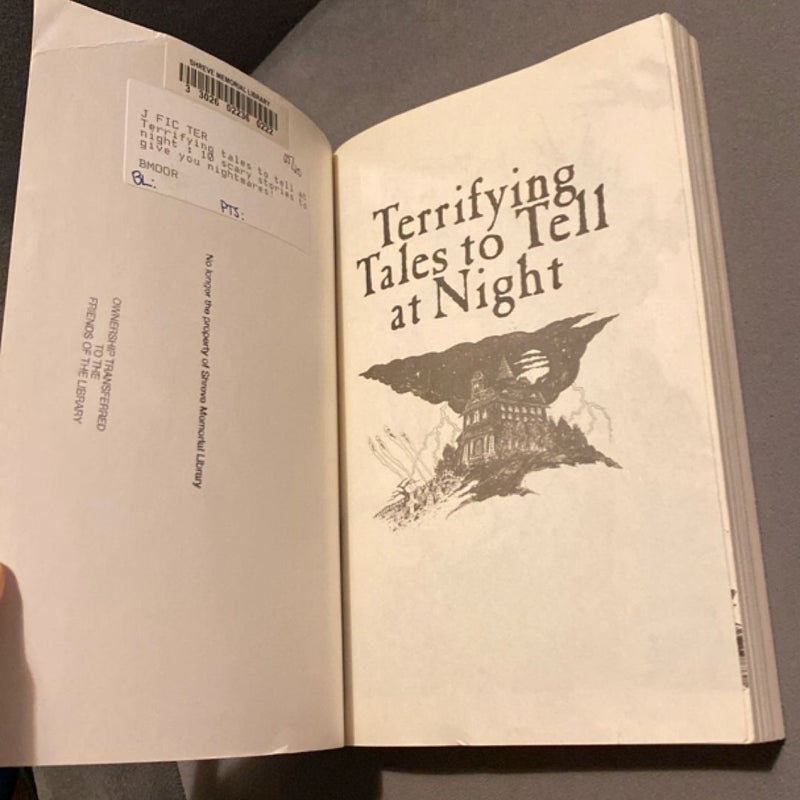 SHREVE MEMORIAL LIBRARY
3 3026 02236 0222
J FIC TER
Terrifying tales to tell at
night : 10 scary stories to
give you nightmares!
BMOOR
BL:
PTS:
No longer the property of Shreve Memorial Library
OWNERSHIP TRANSFERRED
TO THE
FRIENDS OF THE LIBRARY
Terrifying
Tales to Tell
at Night